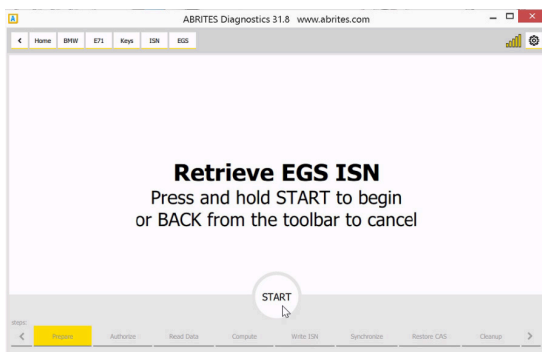 ABRITES Diagnostics 31.8 www.abrites.com
Home BMW E71 Keys ISN EGS
Retrieve EGS ISN
Press and hold START to begin
or BACK from the toolbar to cancel
START
steps:
Prepare Authorize Read Data Compute Write ISN Synchronize Restore CAS Cleanup